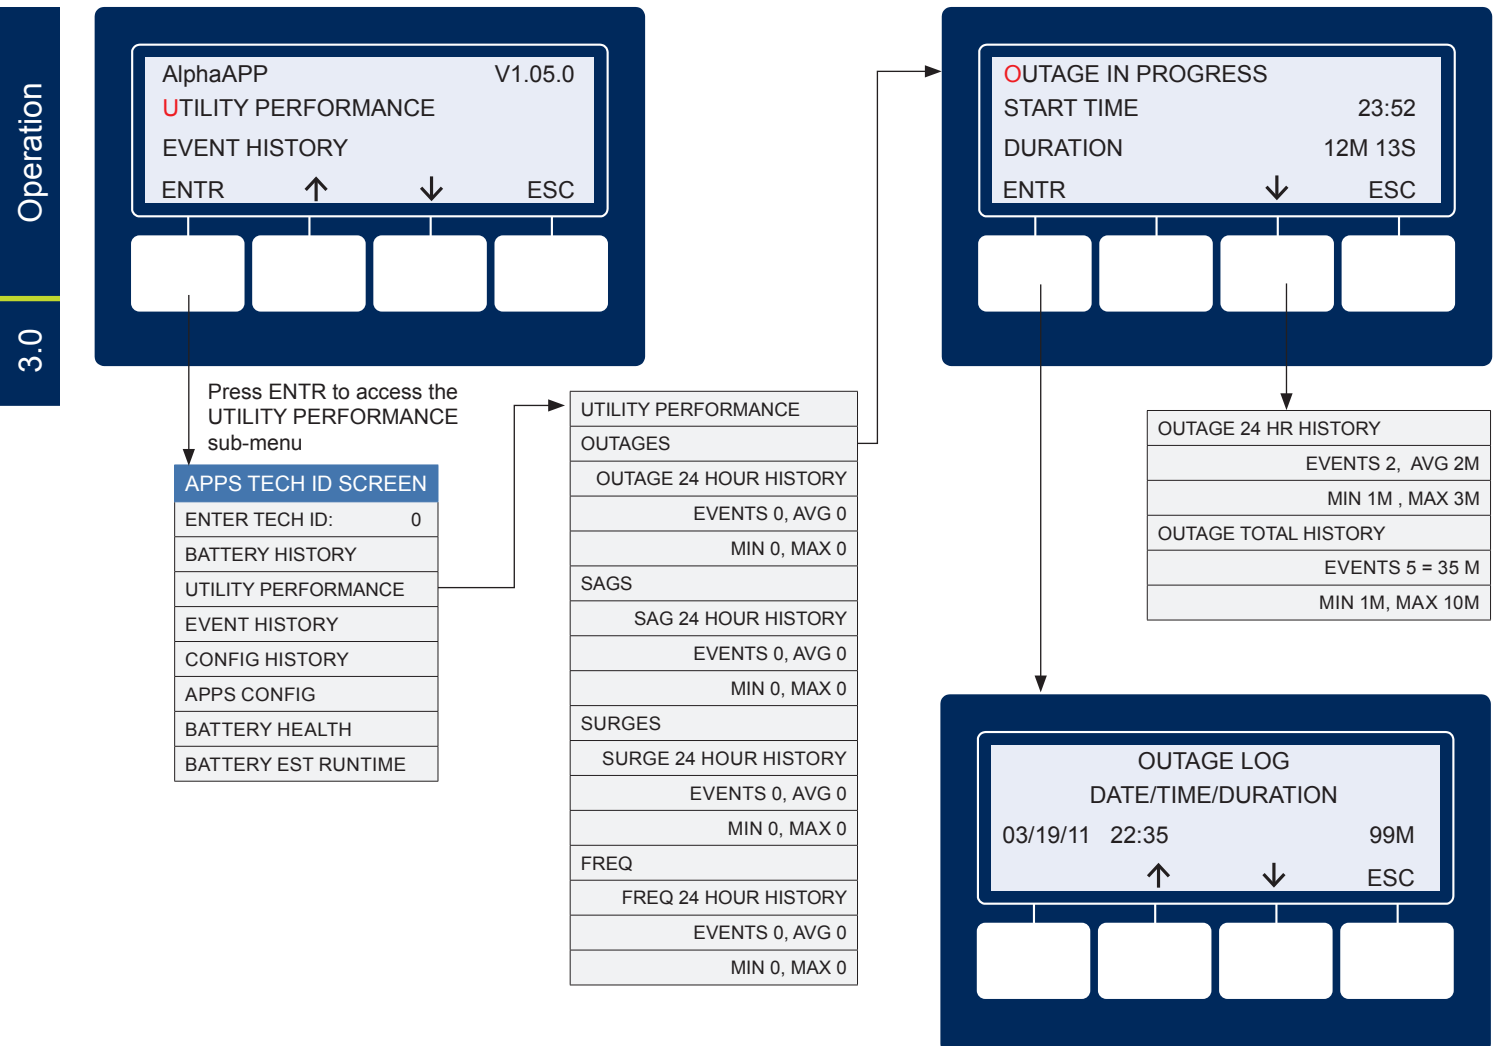 Operation
3.0
AlphaAPP V1.05.0
UTILITY PERFORMANCE
EVENT HISTORY
ENTR ↑ ↓ ESC
Press ENTR to access the
UTILITY PERFORMANCE
sub-menu
APPS TECH ID SCREEN
ENTER TECH ID: 0
BATTERY HISTORY
UTILITY PERFORMANCE
EVENT HISTORY
CONFIG HISTORY
APPS CONFIG
BATTERY HEALTH
BATTERY EST RUNTIME
UTILITY PERFORMANCE
OUTAGES
OUTAGE 24 HOUR HISTORY
EVENTS 0, AVG 0
MIN 0, MAX 0
SAGS
SAG 24 HOUR HISTORY
EVENTS 0, AVG 0
MIN 0, MAX 0
SURGES
SURGE 24 HOUR HISTORY
EVENTS 0, AVG 0
MIN 0, MAX 0
FREQ
FREQ 24 HOUR HISTORY
EVENTS 0, AVG 0
MIN 0, MAX 0
OUTAGE IN PROGRESS
START TIME 23:52
DURATION 12M 13S
ENTR ↓ ESC
OUTAGE 24 HR HISTORY
EVENTS 2, AVG 2M
MIN 1M , MAX 3M
OUTAGE TOTAL HISTORY
EVENTS 5 = 35 M
MIN 1M, MAX 10M
OUTAGE LOG
DATE/TIME/DURATION
03/19/11 22:35 99M
↑ ↓ ESC